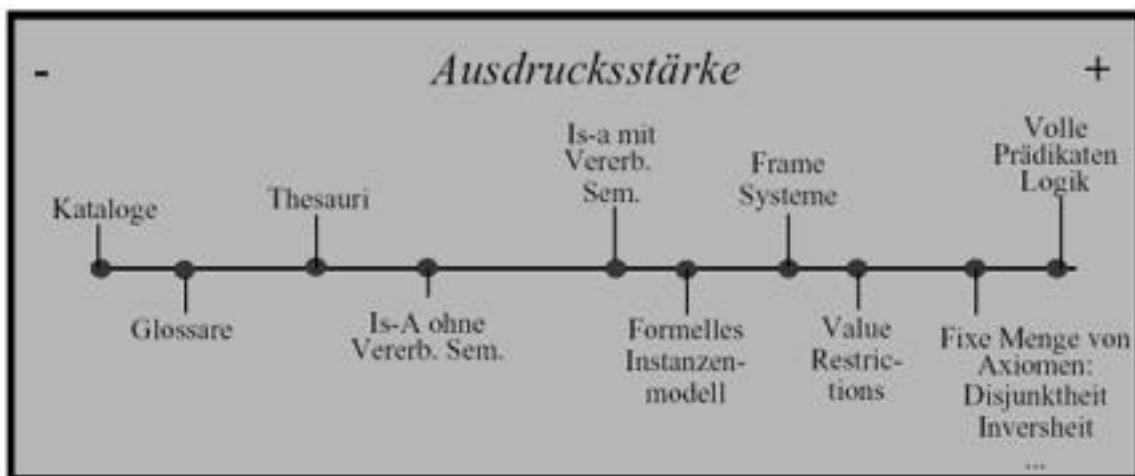 - Ausdrucksstärke +
Kataloge
Glossare
Thesauri
Is-A ohne
Vererb. Sem.
Is-a mit
Vererb.
Sem.
Formelles
Instanzen-
modell
Frame
Systeme
Value
Restric-
tions
Fixe Menge von
Axiomen:
Disjunktheit
Inversheit
...
Volle
Prädikaten
Logik